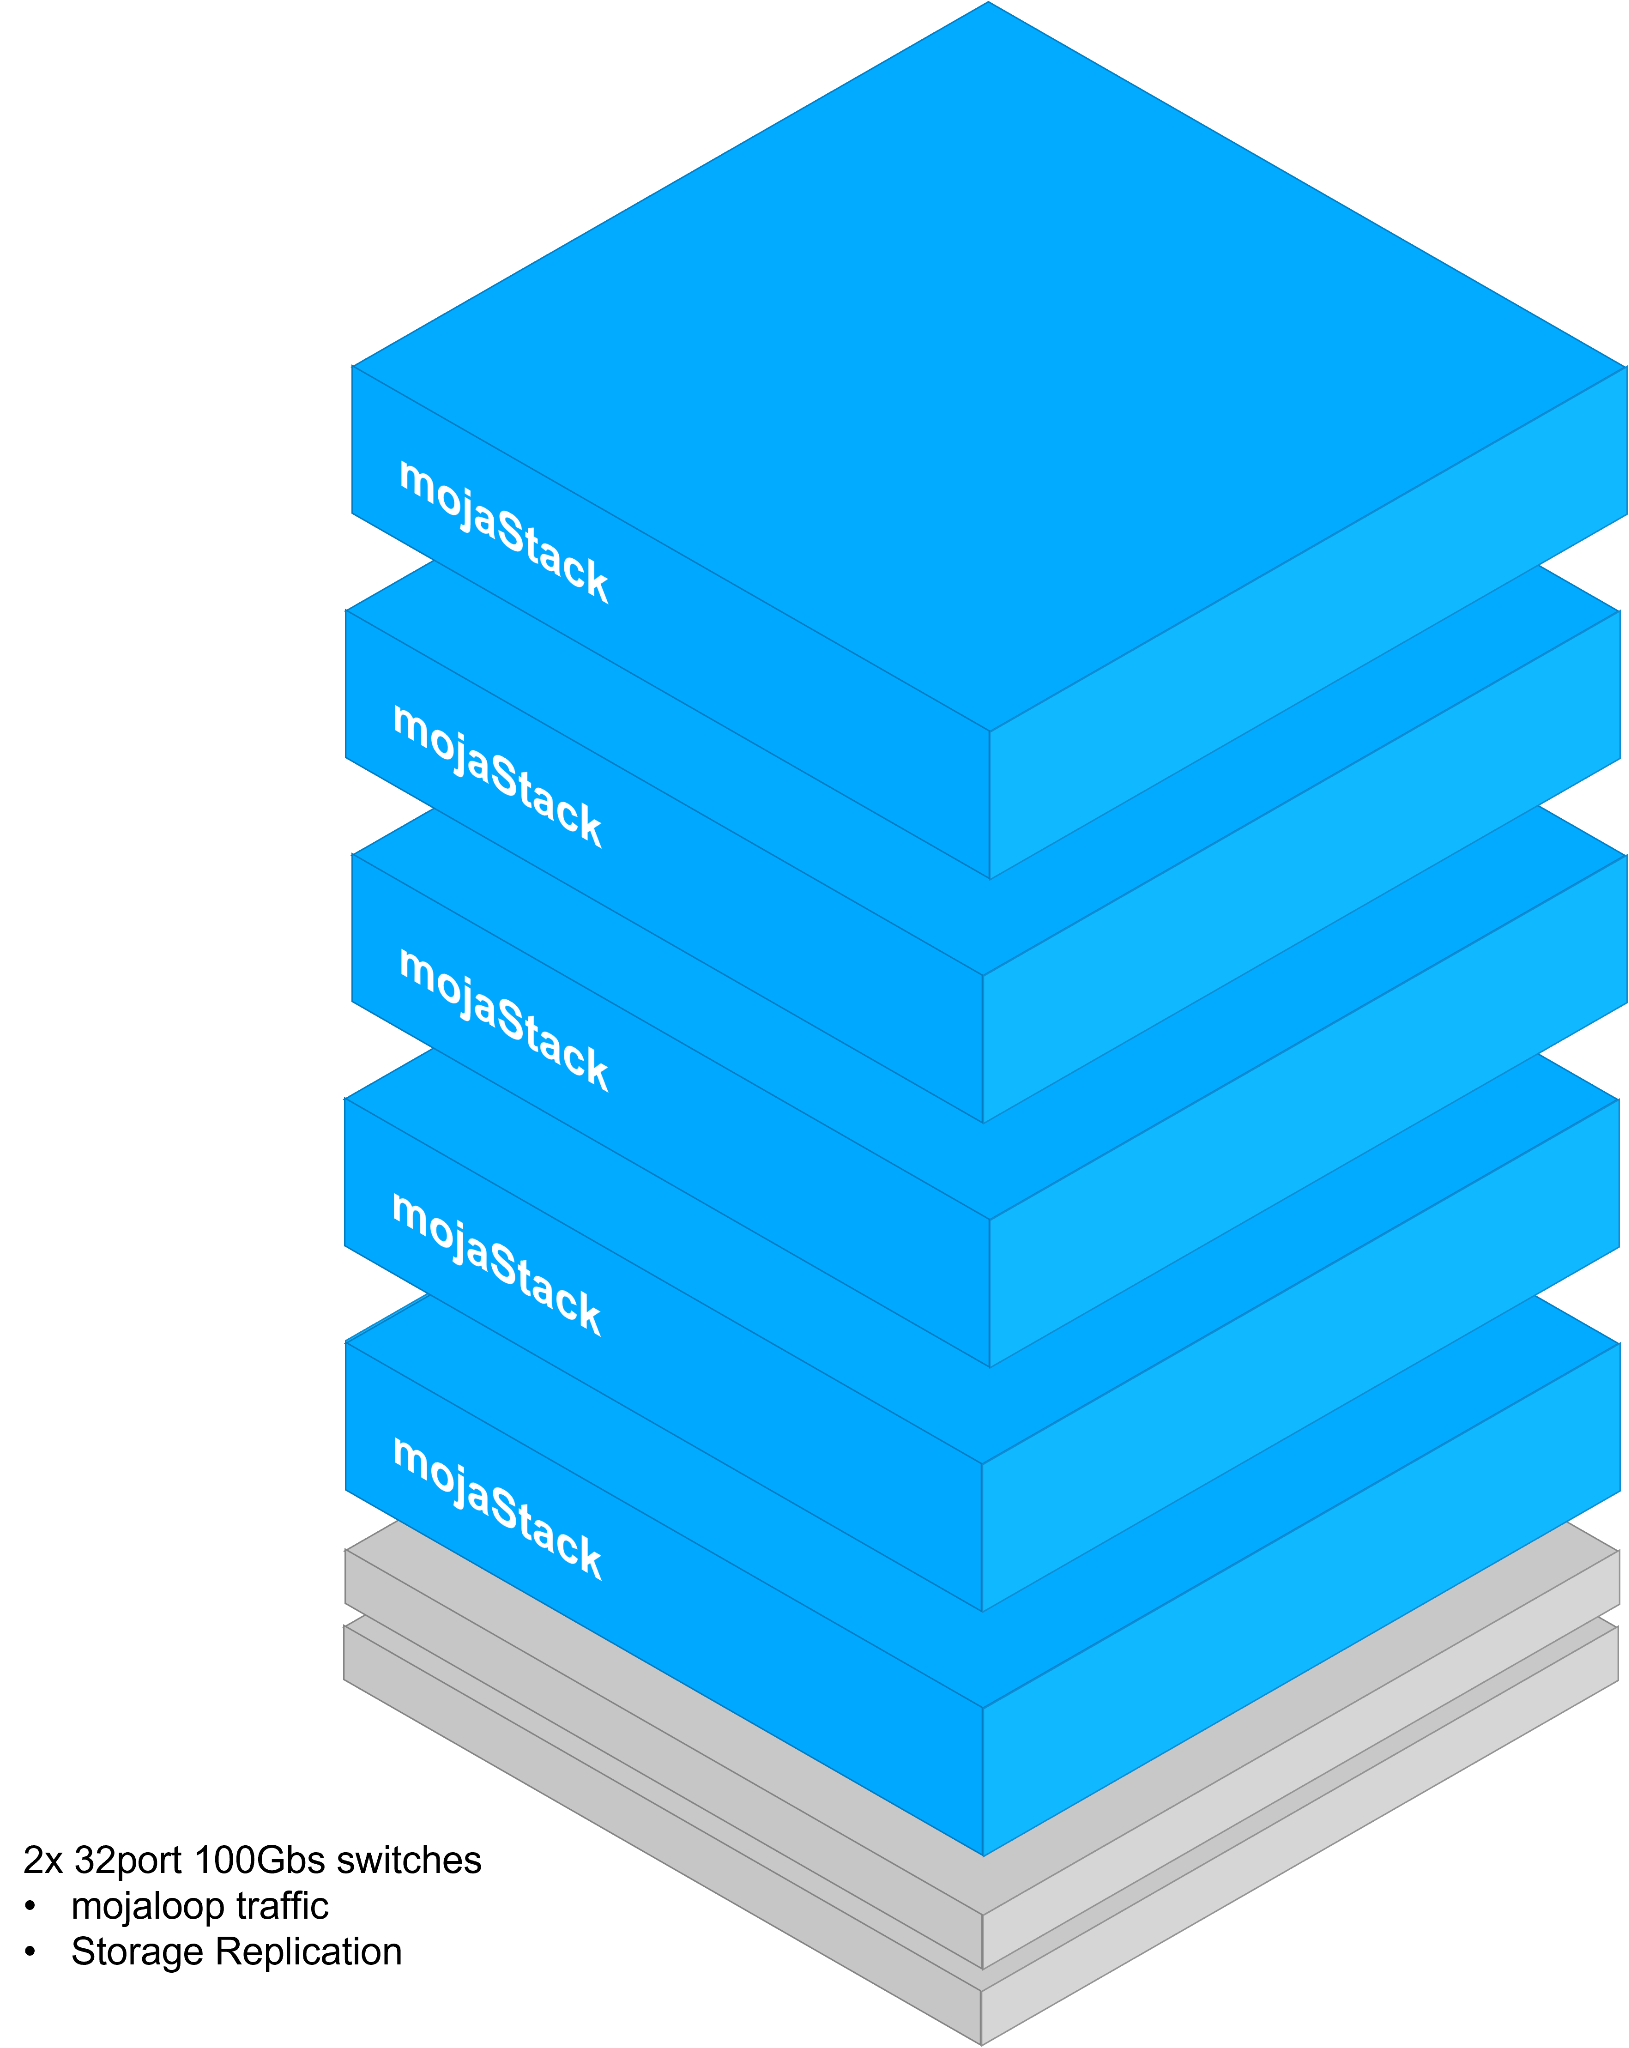 mojaStack
mojaStack
mojaStack
mojaStack
mojaStack
2x 32port 100Gbs switches
• mojaloop traffic
• Storage Replication